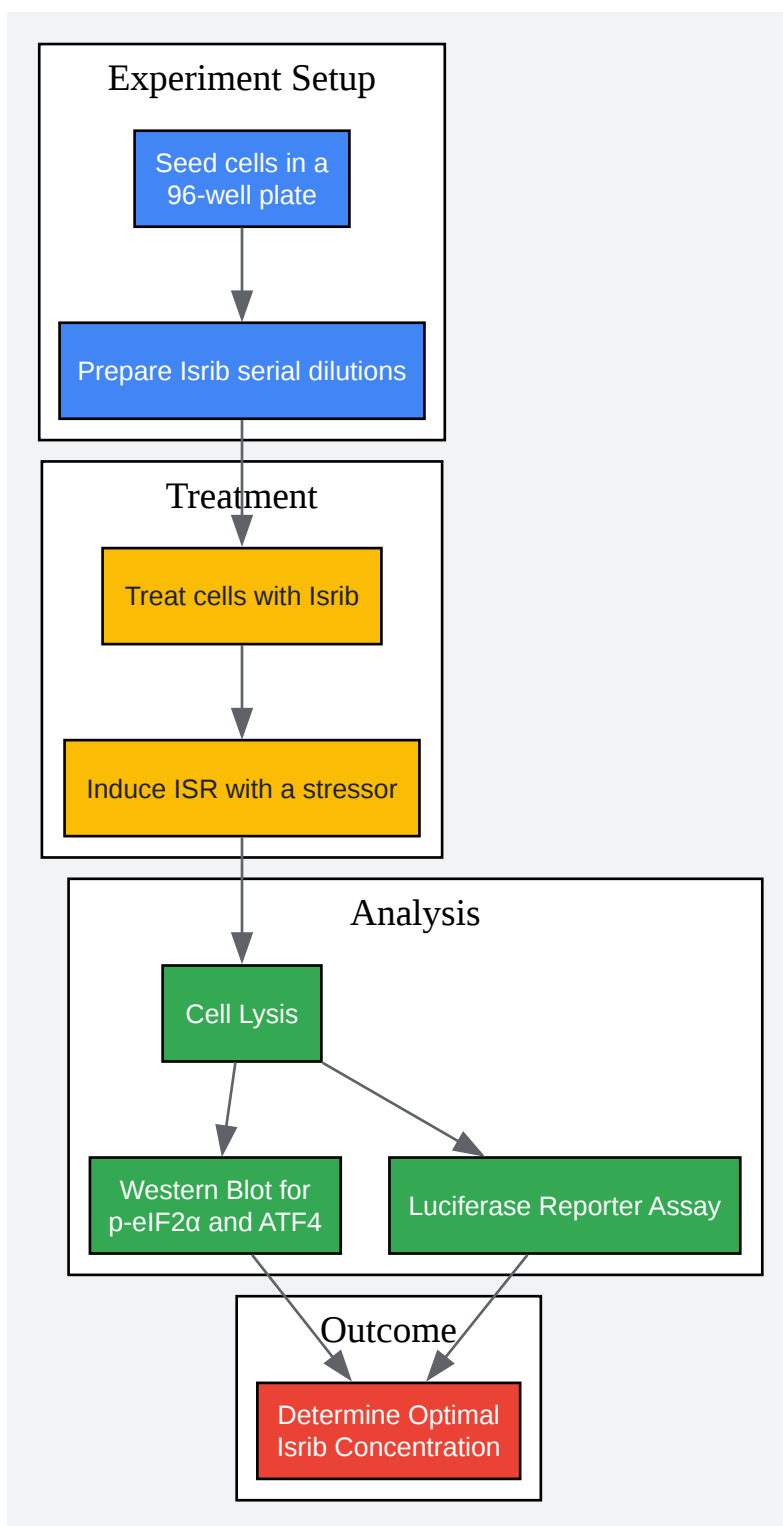 Experiment Setup
Seed cells in a
96-well plate
Prepare Isrib serial dilutions
Treatment
Treat cells with Isrib
Induce ISR with a stressor
Analysis
Cell Lysis
Western Blot for
p-eIF2α and ATF4
Luciferase Reporter Assay
Outcome
Determine Optimal
Isrib Concentration